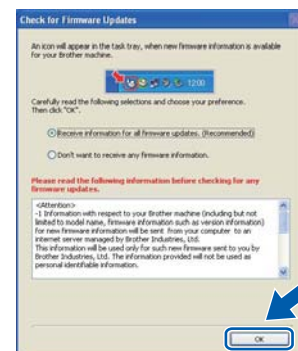 Check for Firmware Updates
An icon will appear in the task tray, when new firmware information is available
for your Brother machine.
12:00
Carefully read the following selections and choose your preference.
Then click "OK".
Receive information for all firmware updates. (Recommended)
Don't want to receive any firmware information.
Please read the following information before checking for any
firmware updates.
<Attention>
-1 Information with respect to your Brother machine (including but not
limited to model name, firmware information such as version information)
for new firmware information will be sent from your computer to an
internet server managed by Brother Industries, Ltd.
This information will be used only for such new firmware sent to you by
Brother Industries, Ltd. The information provided will not be used as
personal identifiable information.
OK